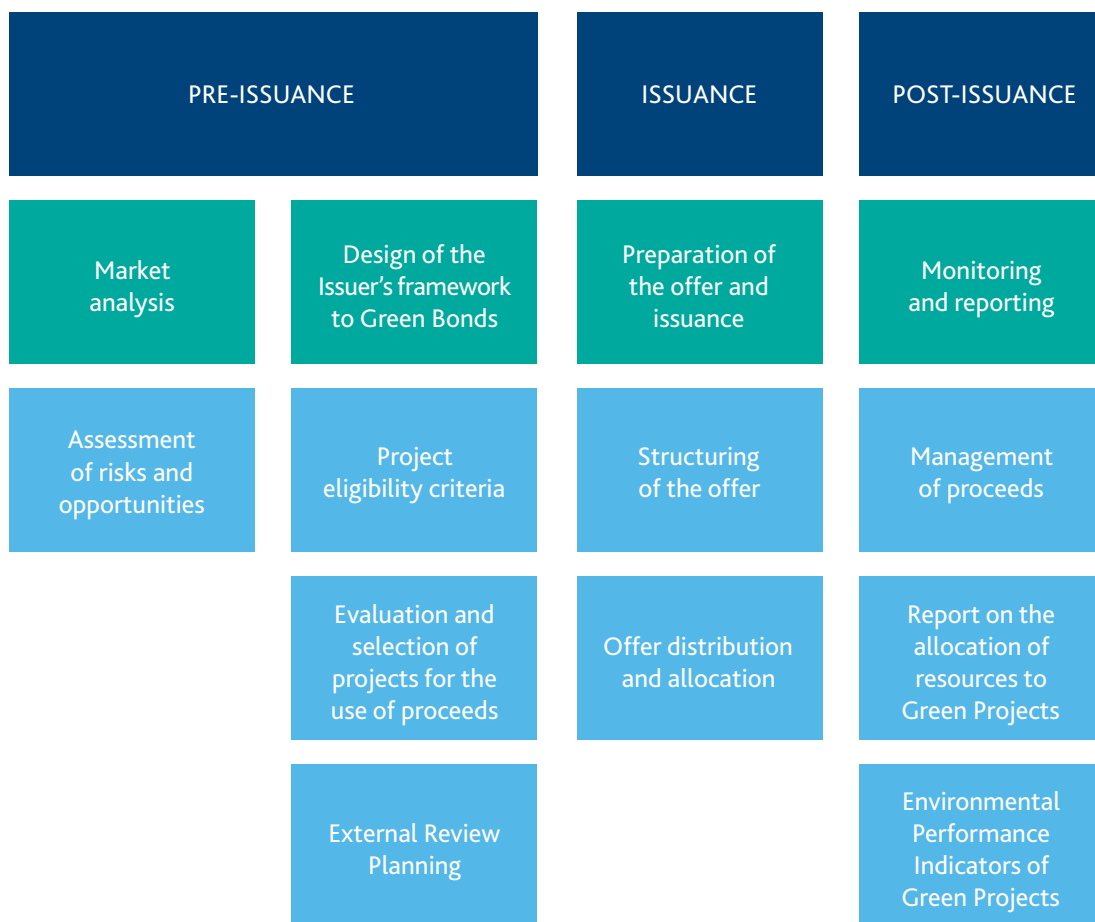 PRE-ISSUANCE
ISSUANCE
POST-ISSUANCE
Market
analysis
Design of the
Issuer's framework
to Green Bonds
Preparation of
the offer and
issuance
Monitoring
and reporting
Assessment
of risks and
opportunities
Project
eligibility criteria
Structuring
of the offer
Management
of proceeds
Evaluation and
selection of
projects for the
use of proceeds
Offer distribution
and allocation
Report on the
allocation of
resources to
Green Projects
External Review
Planning
Environmental
Performance
Indicators of
Green Projects